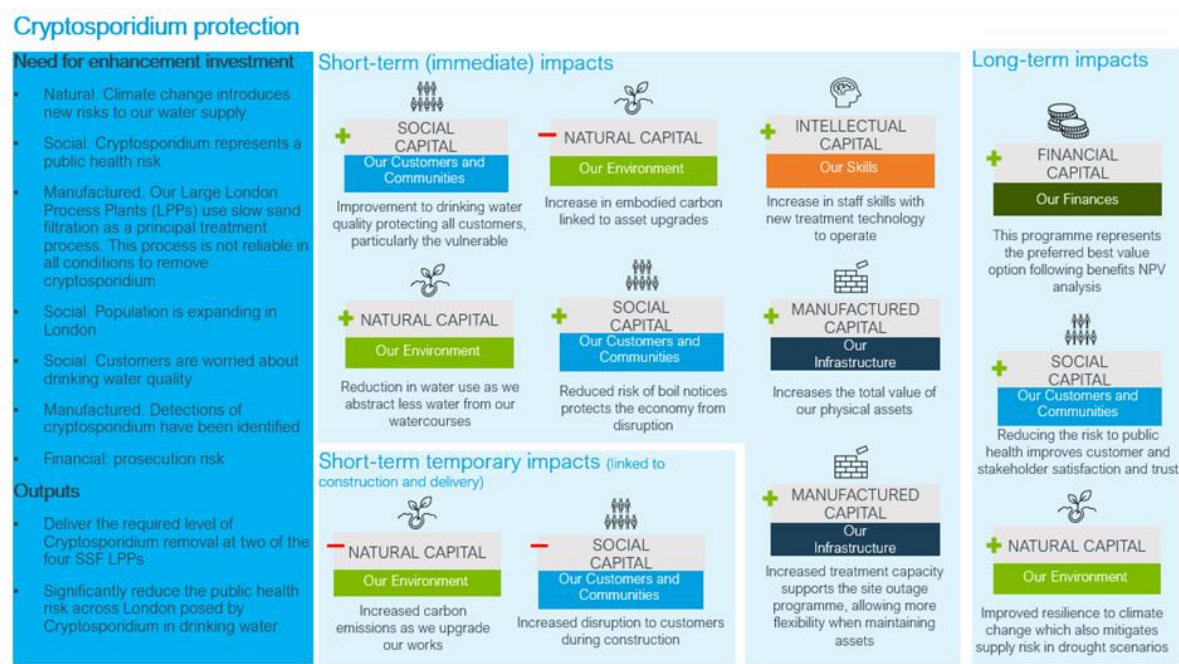 Cryptosporidium protection
Need for enhancement investment
• Natural. Climate change introduces
new risks to our water supply
• Social. Cryptosporidium represents a
public health risk
• Manufactured. Our Large London
Process Plants (LPPs) use slow sand
filtration as a principal treatment
process. This process is not reliable in
all conditions to remove
cryptosporidium
• Social. Population is expanding in
London
• Social. Customers are worried about
drinking water quality
• Manufactured. Detections of
cryptosporidium have been identified
• Financial: prosecution risk
Outputs
• Deliver the required level of
Cryptosporidium removal at two of the
four SSF LPPs
• Significantly reduce the public health
risk across London posed by
Cryptosporidium in drinking water
Short-term (immediate) impacts
+ SOCIAL
CAPITAL
Our Customers and
Communities
Improvement to drinking water
quality protecting all customers,
particularly the vulnerable
− NATURAL CAPITAL
Our Environment
Increase in embodied carbon
linked to asset upgrades
+ INTELLECTUAL
CAPITAL
Our Skills
Increase in staff skills with
new treatment technology
to operate
+ NATURAL CAPITAL
Our Environment
Reduction in water use as we
abstract less water from our
watercourses
+ SOCIAL
CAPITAL
Our Customers and
Communities
Reduced risk of boil notices
protects the economy from
disruption
+ MANUFACTURED
CAPITAL
Our
Infrastructure
Increases the total value of
our physical assets
+ MANUFACTURED
CAPITAL
Our
Infrastructure
Increased treatment capacity
supports the site outage
programme, allowing more
flexibility when maintaining
assets
Short-term temporary impacts (linked to
construction and delivery)
− NATURAL CAPITAL
Our Environment
Increased carbon
emissions as we upgrade
our works
− SOCIAL
CAPITAL
Our Customers and
Communities
Increased disruption to customers
during construction
Long-term impacts
+ FINANCIAL
CAPITAL
Our Finances
This programme represents
the preferred best value
option following benefits NPV
analysis
+ SOCIAL
CAPITAL
Our Customers and
Communities
Reducing the risk to public
health improves customer and
stakeholder satisfaction and trust
+ NATURAL CAPITAL
Our Environment
Improved resilience to climate
change which also mitigates
supply risk in drought scenarios